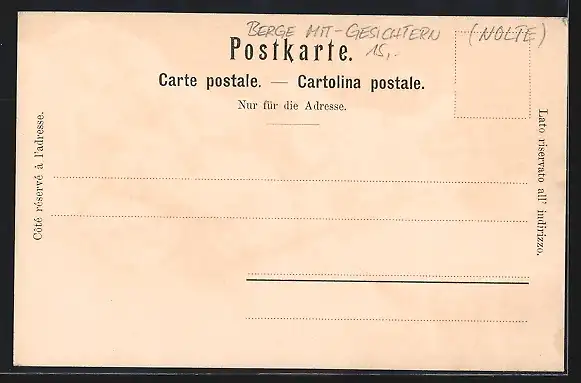 BERGE MIT-GESICHTERN (NOLTE)
15,-
Postkarte.
Carte postale. — Cartolina postale.
Nur für die Adresse.
Côté réservé à l'adresse.
Lato riservato all' indirizzo.